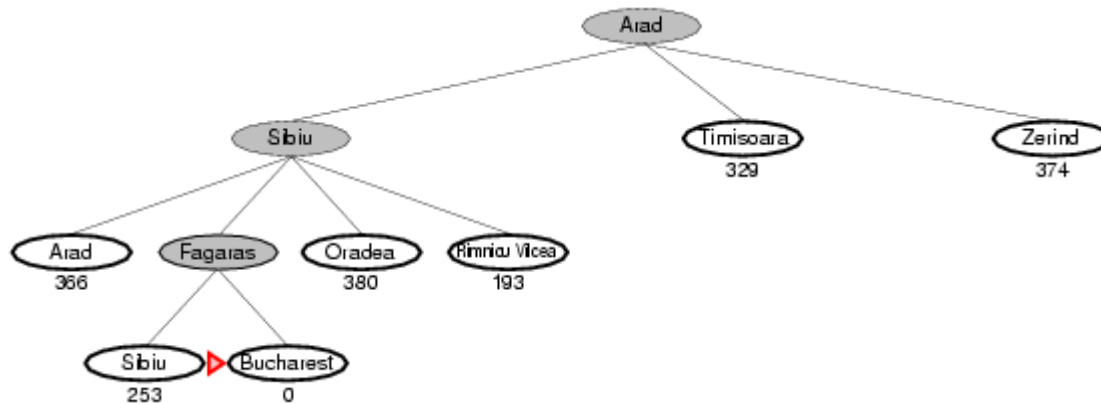 Arad
Sibiu
Timisoara
Zerind
329
374
Arad
Fagaras
Oradea
Rimnicu Vilcea
366
380
193
Sibiu
Bucharest
253
0